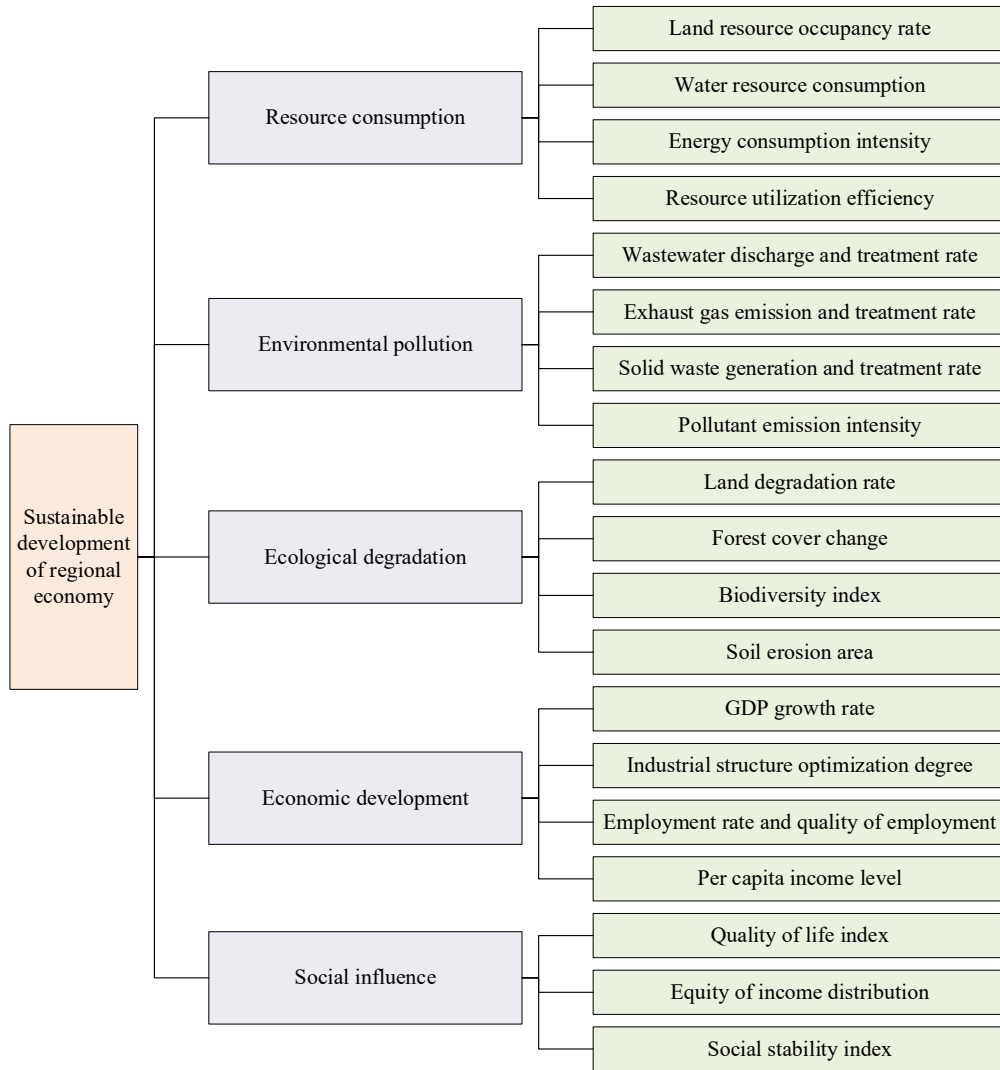 Sustainable
development
of regional
economy
Resource consumption
Land resource occupancy rate
Water resource consumption
Energy consumption intensity
Resource utilization efficiency
Environmental pollution
Wastewater discharge and treatment rate
Exhaust gas emission and treatment rate
Solid waste generation and treatment rate
Pollutant emission intensity
Ecological degradation
Land degradation rate
Forest cover change
Biodiversity index
Soil erosion area
Economic development
GDP growth rate
Industrial structure optimization degree
Employment rate and quality of employment
Per capita income level
Social influence
Quality of life index
Equity of income distribution
Social stability index